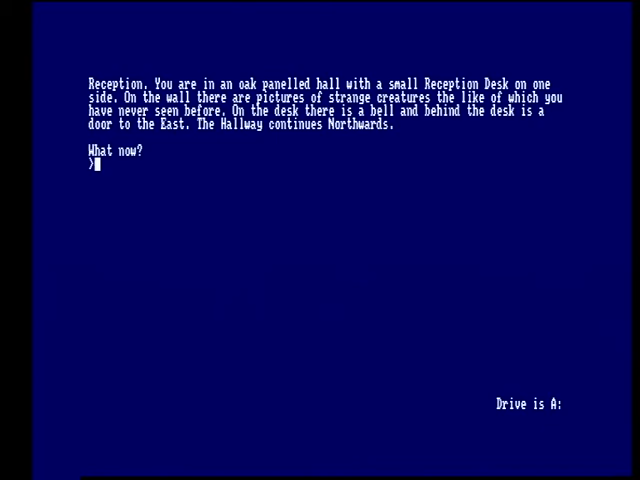 Reception. You are in an oak panelled hall with a small Reception Desk on one
side. On the wall there are pictures of strange creatures the like of which you
have never seen before. On the desk there is a bell and behind the desk is a
door to the East. The Hallway continues Northwards.
What now?
>
Drive is A: